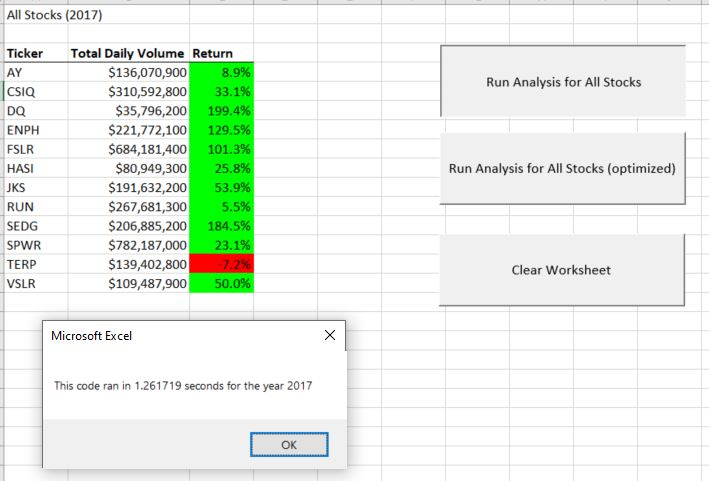 All Stocks (2017)
Ticker Total Daily Volume Return
AY $136,070,900 8.9%
CSIQ $310,592,800 33.1%
DQ $35,796,200 199.4%
ENPH $221,772,100 129.5%
FSLR $684,181,400 101.3%
HASI $80,949,300 25.8%
JKS $191,632,200 53.9%
RUN $267,681,300 5.5%
SEDG $206,885,200 184.5%
SPWR $782,187,000 23.1%
TERP $139,402,800 -7.2%
VSLR $109,487,900 50.0%
Run Analysis for All Stocks
Run Analysis for All Stocks (optimized)
Clear Worksheet
Microsoft Excel
This code ran in 1.261719 seconds for the year 2017
OK